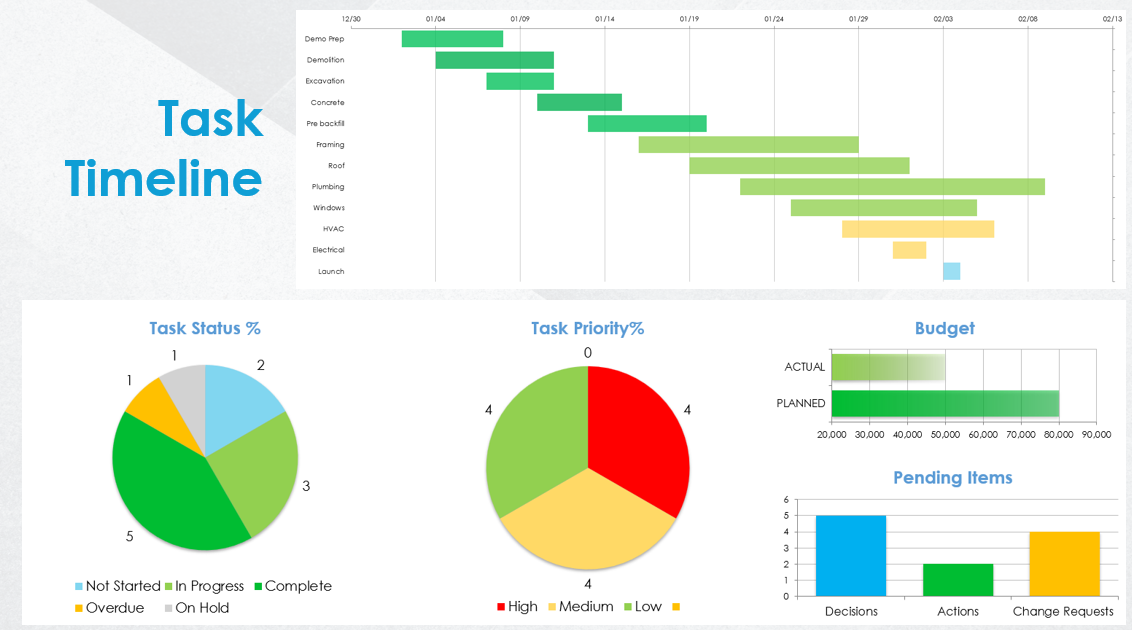 Task
Timeline
12/30 01/04 01/09 01/14 01/19 01/24 01/29 02/03 02/08 02/13
Demo Prep
Demolition
Excavation
Concrete
Pre backfill
Framing
Roof
Plumbing
Windows
HVAC
Electrical
Launch
Task Status %
1
2
1
3
5
Not Started In Progress Complete
Overdue On Hold
Task Priority%
0
4 4
4
High Medium Low
Budget
ACTUAL
PLANNED
20,000 30,000 40,000 50,000 60,000 70,000 80,000 90,000
Pending Items
6
5
4
3
2
1
0
Decisions Actions Change Requests